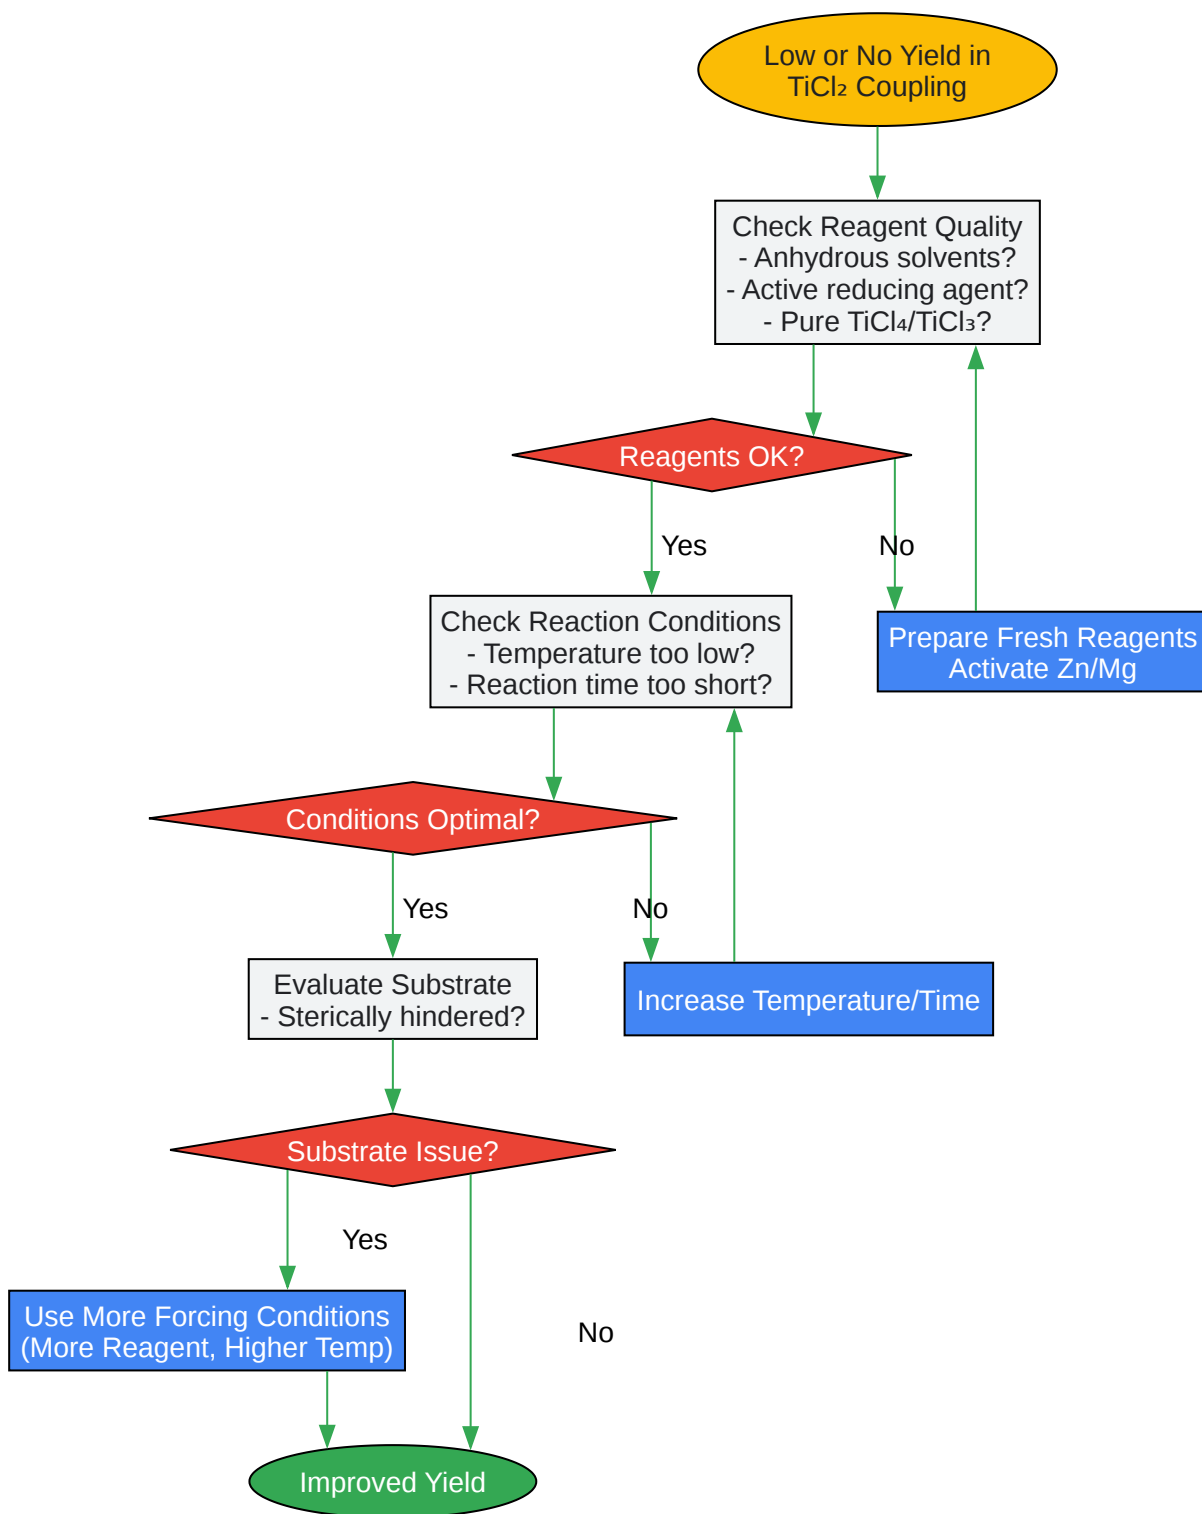 Low or No Yield in
TiCl₂ Coupling
Check Reagent Quality
- Anhydrous solvents?
- Active reducing agent?
- Pure TiCl₄/TiCl₃?
Reagents OK?
Yes
No
Check Reaction Conditions
- Temperature too low?
- Reaction time too short?
Prepare Fresh Reagents
Activate Zn/Mg
Conditions Optimal?
Yes
No
Evaluate Substrate
- Sterically hindered?
Increase Temperature/Time
Substrate Issue?
Yes
No
Use More Forcing Conditions
(More Reagent, Higher Temp)
Improved Yield